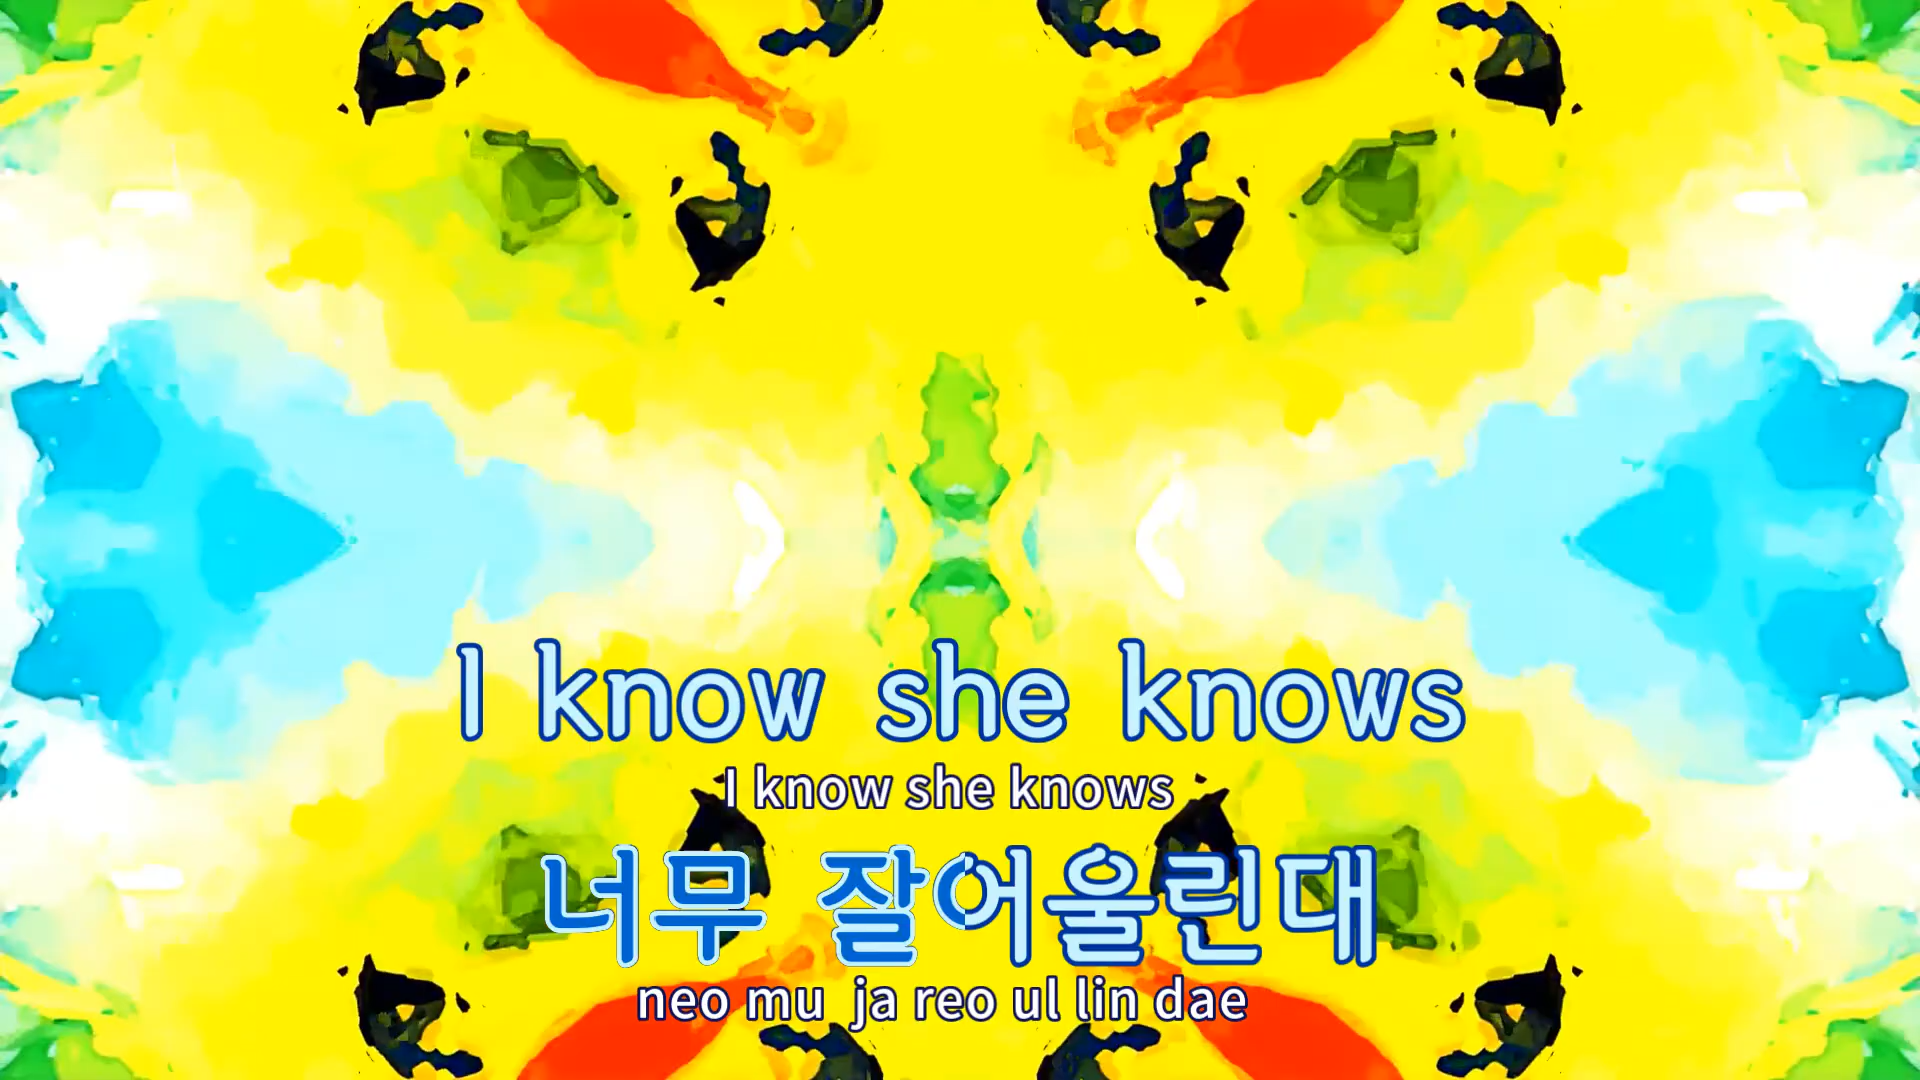 I know she knows
I know she knows
너무 잘어울린대
neo mu ja reo ul lin dae